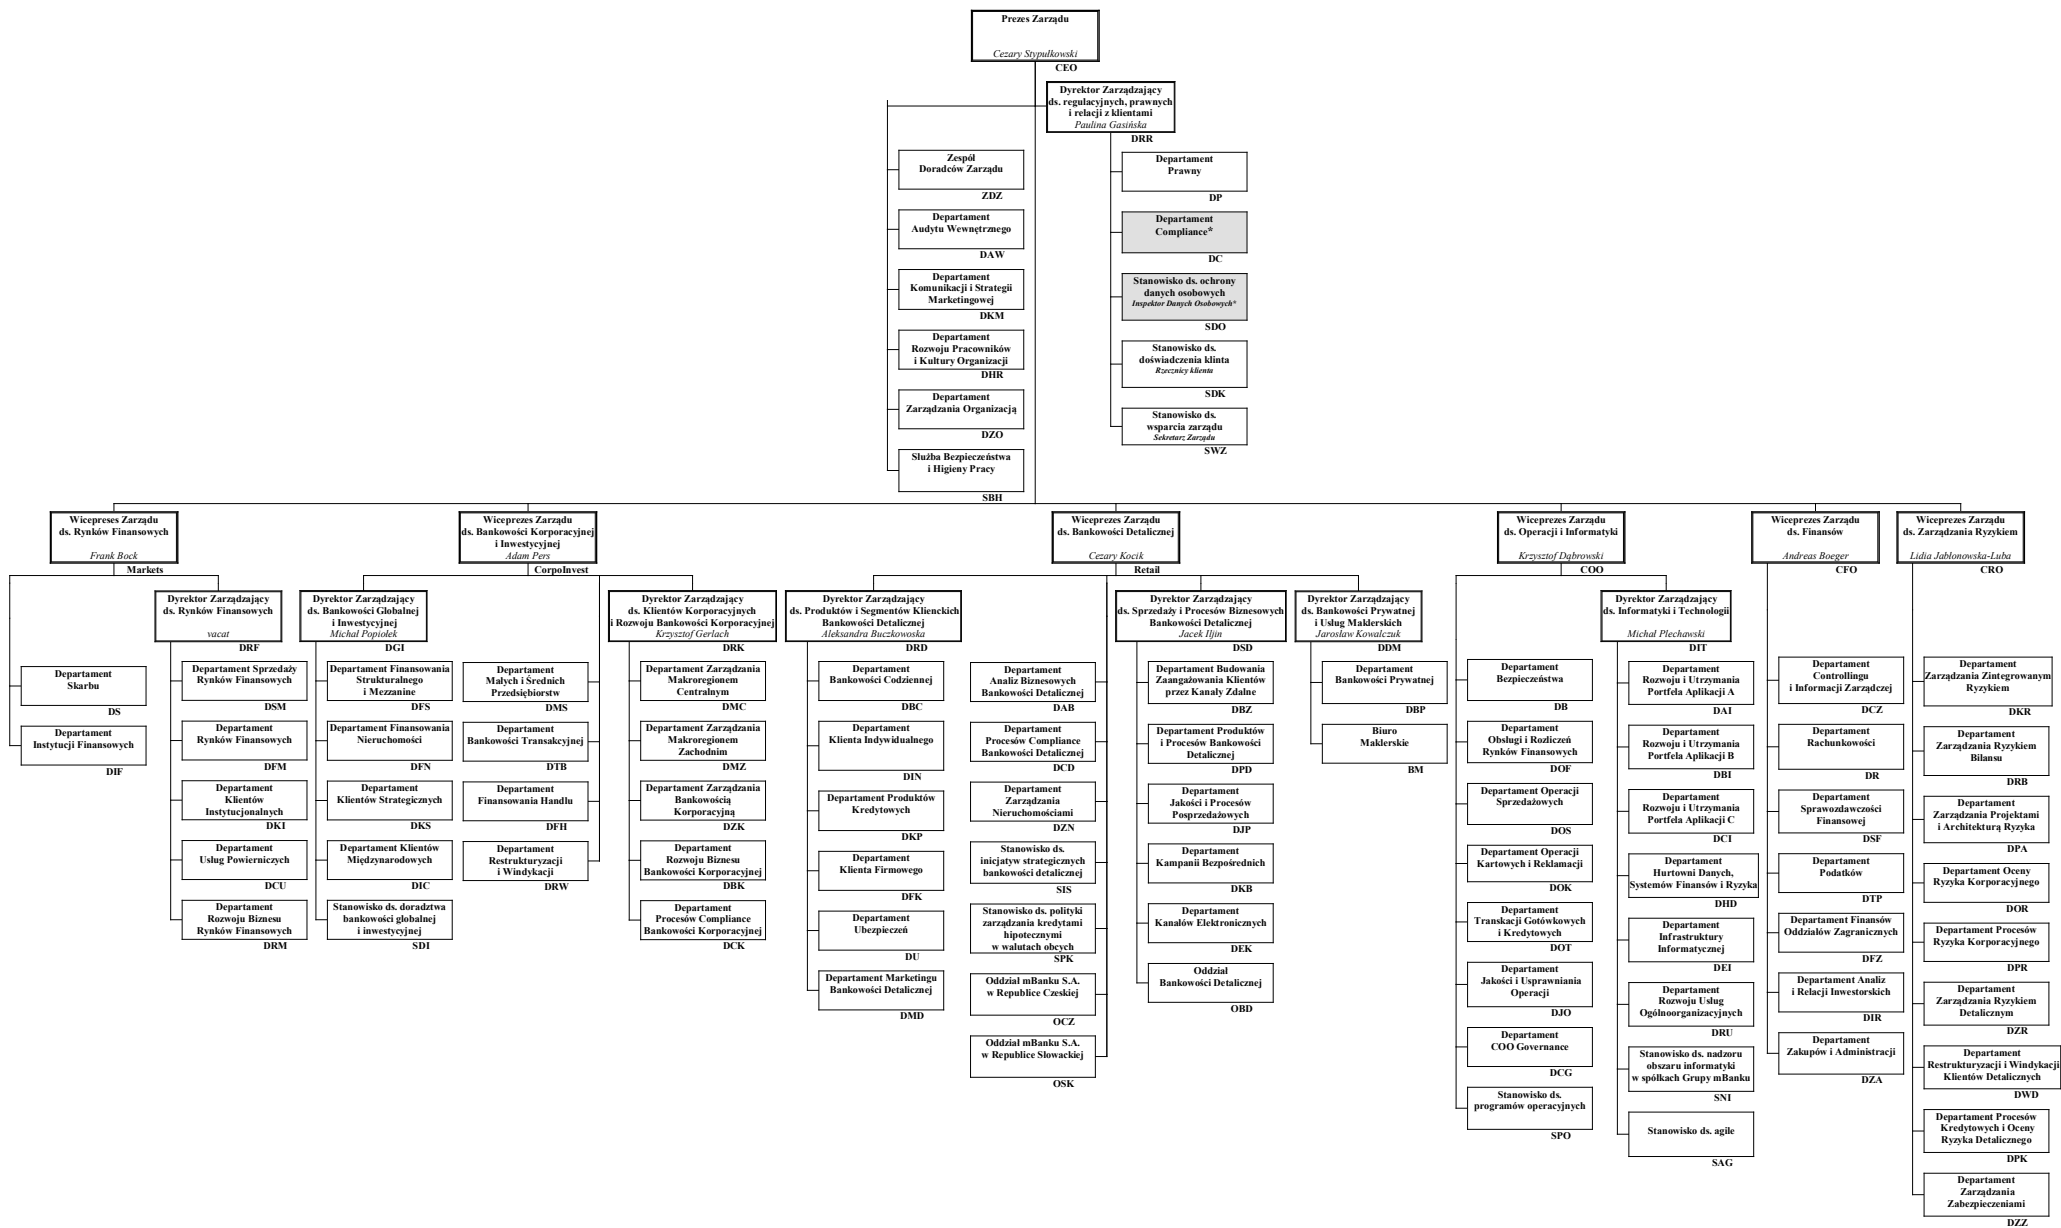 Prezes Zarządu
Cezary Stypułkowski
CEO
Dyrektor Zarządzający
ds. regulacyjnych, prawnych
i relacji z klientami
Paulina Gasińska
DRR
Zespół
Doradców Zarządu
ZDZ
Departament
Audytu Wewnętrznego
DAW
Departament
Komunikacji i Strategii
Marketingowej
DKM
Departament
Rozwoju Pracowników
i Kultury Organizacji
DHR
Departament
Zarządzania Organizacją
DZO
Służba Bezpieczeństwa
i Higieny Pracy
SBH
Departament
Prawny
DP
Departament
Compliance*
DC
Stanowisko ds. ochrony
danych osobowych
Inspektor Danych Osobowych*
SDO
Stanowisko ds.
doświadczenia klinta
Rzecznicy klienta
SDK
Stanowisko ds.
wsparcia zarządu
Sekretarz Zarządu
SWZ
Wicepreses Zarządu
ds. Rynków Finansowych
Frank Bock
Markets
Departament
Skarbu
DS
Departament
Instytucji Finansowych
DIF
Dyrektor Zarządzający
ds. Rynków Finansowych
vacat
DRF
Departament Sprzedaży
Rynków Finansowych
DSM
Departament
Rynków Finansowych
DFM
Departament
Klientów
Instytucjonalnych
DKI
Departament
Usług Powierniczych
DCU
Departament
Rozwoju Biznesu
Rynków Finansowych
DRM
Wiceprezes Zarządu
ds. Bankowości Korporacyjnej
i Inwestycyjnej
Adam Pers
CorpoInvest
Dyrektor Zarządzający
ds. Bankowości Globalnej
i Inwestycyjnej
Michał Popiołek
DGI
Departament Finansowania
Strukturalnego
i Mezzanine
DFS
Departament Finansowania
Nieruchomości
DFN
Departament
Klientów Strategicznych
DKS
Departament Klientów
Międzynarodowych
DIC
Stanowisko ds. doradztwa
bankowości globalnej
i inwestycyjnej
SDI
Departament
Małych i Średnich
Przedsiębiorstw
DMS
Departament
Bankowości Transakcyjnej
DTB
Departament
Finansowania Handlu
DFH
Departament
Restrukturyzacji
i Windykacji
DRW
Dyrektor Zarządzający
ds. Klientów Korporacyjnych
i Rozwoju Bankowości Korporacyjnej
Krzysztof Gerlach
DRK
Departament Zarządzania
Makroregionem
Centralnym
DMC
Departament Zarządzania
Makroregionem
Zachodnim
DMZ
Departament Zarządzania
Bankowością
Korporacyjną
DZK
Departament
Rozwoju Biznesu
Bankowości Korporacyjnej
DBK
Departament
Procesów Compliance
Bankowości Korporacyjnej
DCK
Wiceprezes Zarządu
ds. Bankowości Detalicznej
Cezary Kocik
Retail
Dyrektor Zarządzający
ds. Produktów i Segmentów Klienckich
Bankowości Detalicznej
Aleksandra Buczkowoska
DRD
Departament
Bankowości Codziennej
DBC
Departament
Klienta Indywidualnego
DIN
Departament Produktów
Kredytowych
DKP
Departament
Klienta Firmowego
DFK
Departament
Ubezpieczeń
DU
Departament Marketingu
Bankowości Detalicznej
DMD
Departament
Analiz Biznesowych
Bankowości Detalicznej
DAB
Departament
Procesów Compliance
Bankowości Detalicznej
DCD
Departament
Zarządzania
Nieruchomościami
DZN
Stanowisko ds.
inicjatyw strategicznych
bankowości detalicznej
SIS
Stanowisko ds. polityki
zarządzania kredytami
hipotecznymi
w walutach obcych
SPK
Oddział mBanku S.A.
w Republice Czeskiej
OCZ
Oddział mBanku S.A.
w Republice Słowackiej
OSK
Dyrektor Zarządzający
ds. Sprzedaży i Procesów Biznesowych
Bankowości Detalicznej
Jacek Iljin
DSD
Departament Budowania
Zaangażowania Klientów
przez Kanały Zdalne
DBZ
Departament Produktów
i Procesów Bankowości
Detalicznej
DPD
Departament
Jakości i Procesów
Posprzedażowych
DJP
Departament
Kampanii Bezpośrednich
DKB
Departament
Kanałów Elektronicznych
DEK
Oddział
Bankowości Detalicznej
OBD
Dyrektor Zarządzający
ds. Bankowości Prywatnej
i Usług Maklerskich
Jarosław Kowalczuk
DDM
Departament
Bankowości Prywatnej
DBP
Biuro
Maklerskie
BM
Wiceprezes Zarządu
ds. Operacji i Informatyki
Krzysztof Dąbrowski
COO
Departament
Bezpieczeństwa
DB
Departament
Obsługi i Rozliczeń
Rynków Finansowych
DOF
Departament Operacji
Sprzedażowych
DOS
Departament Operacji
Kartowych i Reklamacji
DOK
Departament
Transkacji Gotówkowych
i Kredytowych
DOT
Departament
Jakości i Usprawniania
Operacji
DJO
Departament
COO Governance
DCG
Stanowisko ds.
programów operacyjnych
SPO
Dyrektor Zarządzający
ds. Informatyki i Technologii
Michał Plechawski
DIT
Departament
Rozwoju i Utrzymania
Portfela Aplikacji A
DAI
Departament
Rozwoju i Utrzymania
Portfela Aplikacji B
DBI
Departament
Rozwoju i Utrzymania
Portfela Aplikacji C
DCI
Departament
Hurtowni Danych,
Systemów Finansów i Ryzyka
DHD
Departament
Infrastruktury
Informatycznej
DEI
Departament
Rozwoju Usług
Ogólnoorganizacyjnych
DRU
Stanowisko ds. nadzoru
obszaru informatyki
w spółkach Grupy mBanku
SNI
Stanowisko ds. agile
SAG
Wiceprezes Zarządu
ds. Finansów
Andreas Boeger
CFO
Departament
Controllingu
i Informacji Zarządczej
DCZ
Departament
Rachunkowości
DR
Departament
Sprawozdawczości
Finansowej
DSF
Departament
Podatków
DTP
Departament Finansów
Oddziałów Zagranicznych
DFZ
Departament Analiz
i Relacji Inwestorskich
DIR
Departament
Zakupów i Administracji
DZA
Wiceprezes Zarządu
ds. Zarządzania Ryzykiem
Lidia Jabłonowska-Luba
CRO
Departament
Zarządzania Zintegrowanym
Ryzykiem
DKR
Departament
Zarządzania Ryzykiem
Bilansu
DRB
Departament
Zarządzania Projektami
i Architekturą Ryzyka
DPA
Departament Oceny
Ryzyka Korporacyjnego
DOR
Departament Procesów
Ryzyka Korporacyjnego
DPR
Departament
Zarządzania Ryzykiem
Detalicznym
DZR
Departament
Restrukturyzacji i Windykacji
Klientów Detalicznych
DWD
Departament Procesów
Kredytowych i Oceny
Ryzyka Detalicznego
DPK
Departament
Zarządzania
Zabezpieczeniami
DZZ